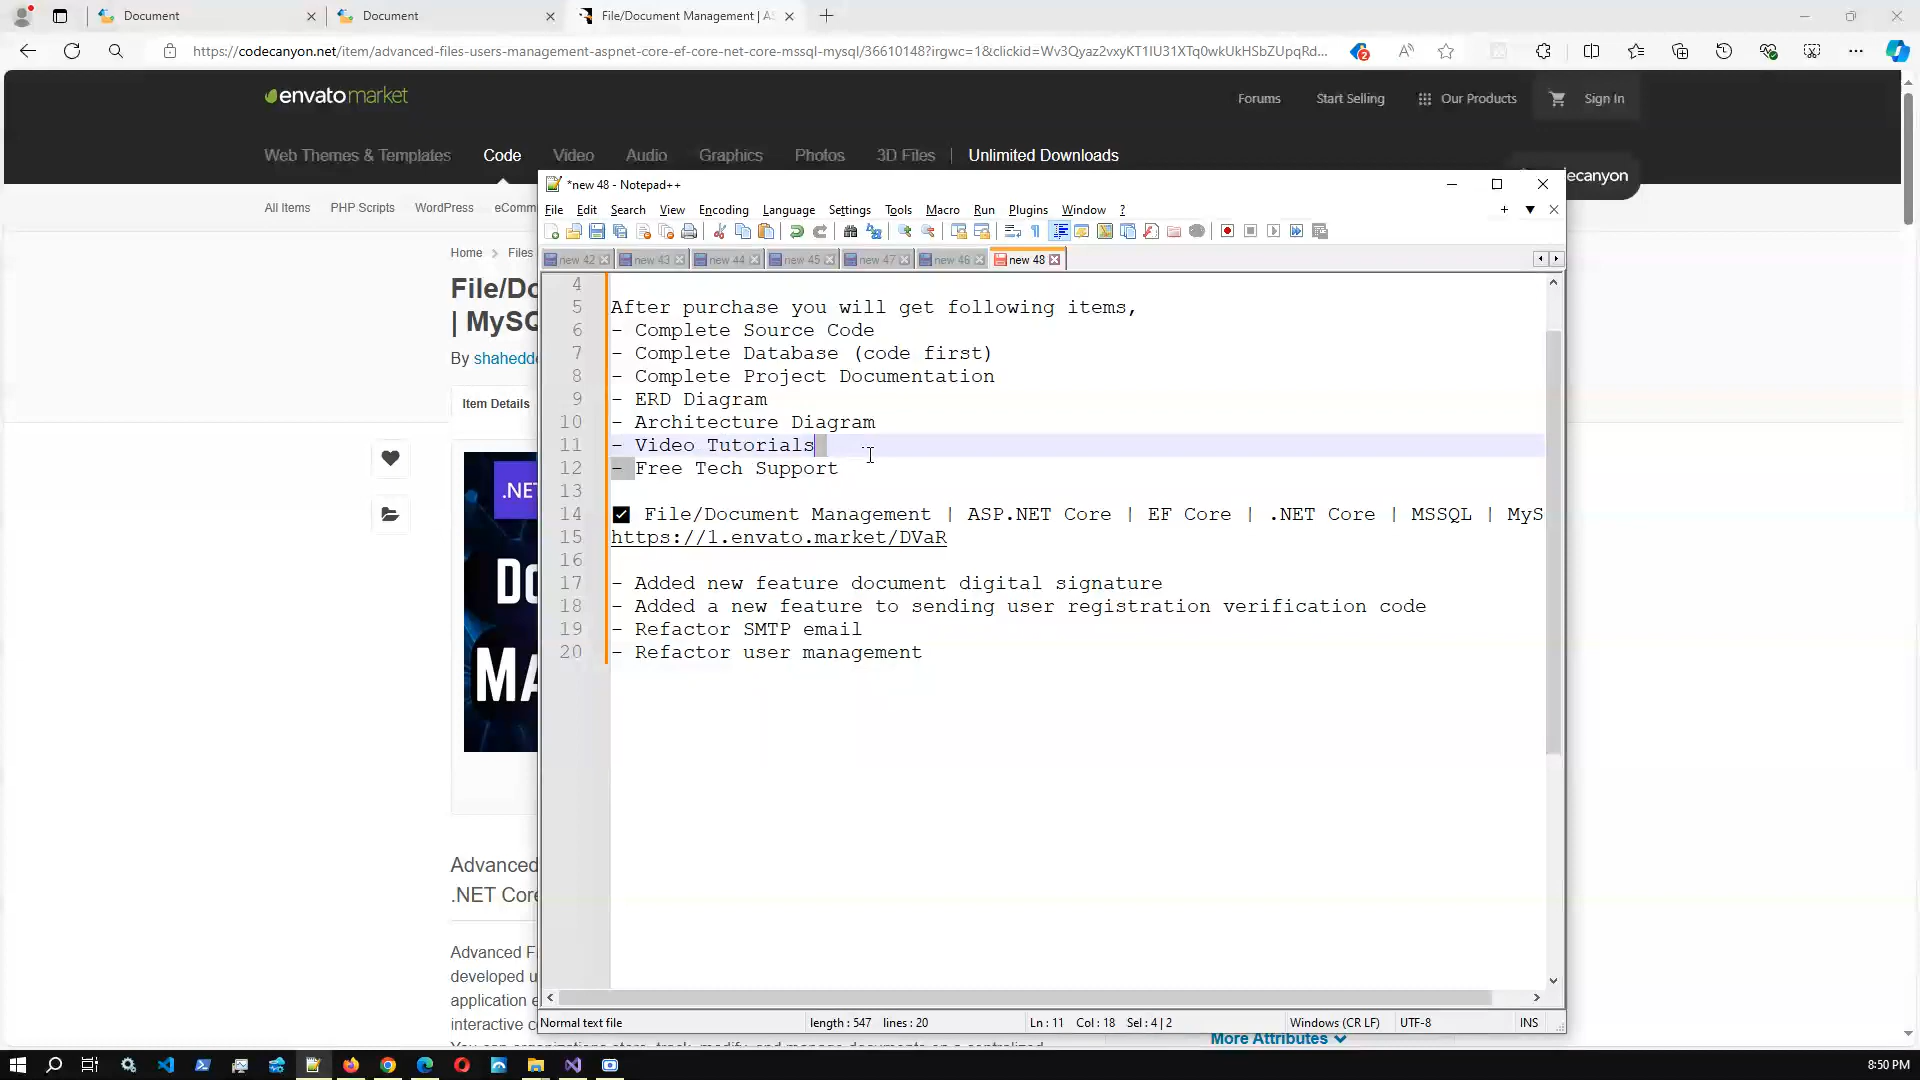 Document
Document
File/Document Management | AS
https://codecanyon.net/item/advanced-files-users-management-aspnet-core-ef-core-net-core-mssql-mysql/36610148?irgwc=1&clickid=Wv3Qyaz2vxyKT1IU31XTq0wkUkHSbZUpqRd...
2
envatomarket
Forums Start Selling Our Products Sign In
Web Themes & Templates Code Video Audio Graphics Photos 3D Files Unlimited Downloads
ecanyon
All Items PHP Scripts WordPress eComm
Home Files
File/Do
| MySQ
By shahedd
Item Details
.NET
DO
MA
Advanced
.NET Core
Advanced F
developed u
application e
interactive c
More Attributes
*new 48 - Notepad++
File Edit Search View Encoding Language Settings Tools Macro Run Plugins Window ?
new 42 new 43 new 44 new 45 new 47 new 46 new 48
4
5 After purchase you will get following items,
6 - Complete Source Code
7 - Complete Database (code first)
8 - Complete Project Documentation
9 - ERD Diagram
10 - Architecture Diagram
11 - Video Tutorials
12 - Free Tech Support
13
14 ☑ File/Document Management | ASP.NET Core | EF Core | .NET Core | MSSQL | MyS
15 https://1.envato.market/DVaR
16
17 - Added new feature document digital signature
18 - Added a new feature to sending user registration verification code
19 - Refactor SMTP email
20 - Refactor user management
Normal text file length : 547 lines : 20 Ln : 11 Col : 18 Sel : 4 | 2 Windows (CR LF) UTF-8 INS
8:50 PM